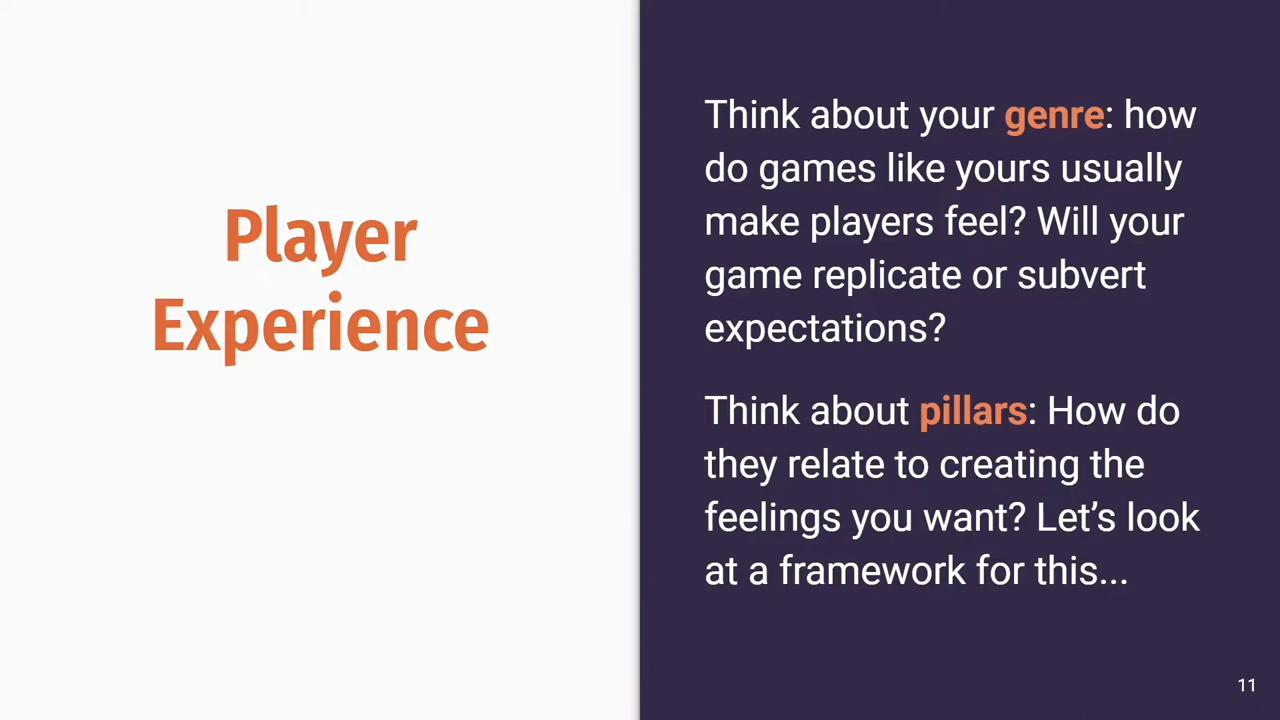 Player
Experience
Think about your genre: how
do games like yours usually
make players feel? Will your
game replicate or subvert
expectations?
Think about pillars: How do
they relate to creating the
feelings you want? Let’s look
at a framework for this...
11